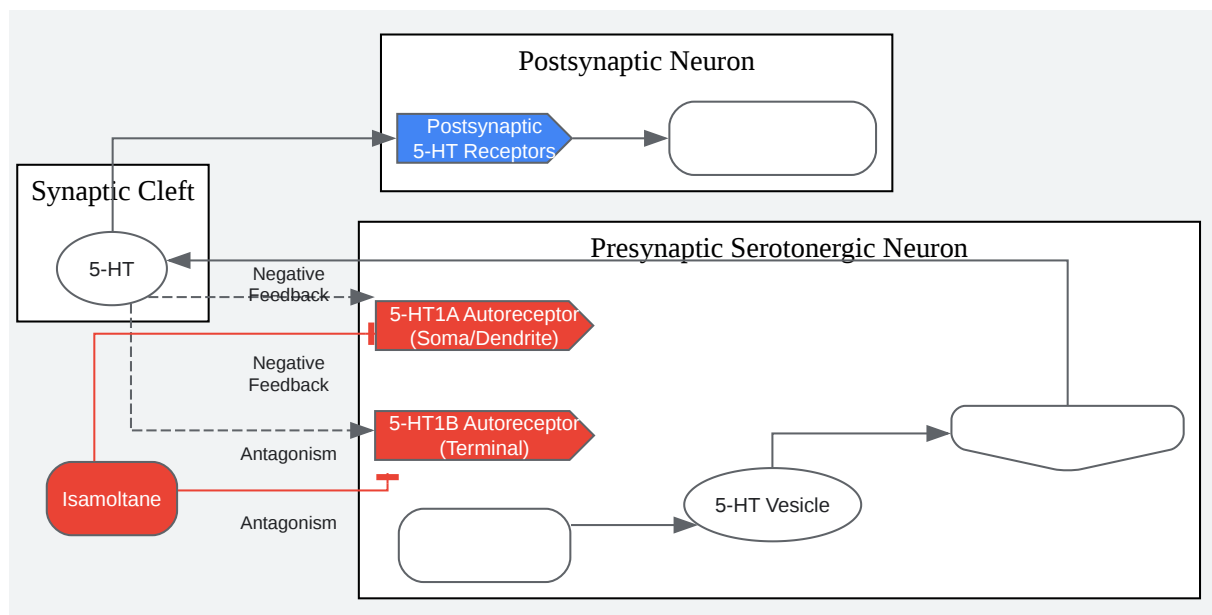 Postsynaptic Neuron
Postsynaptic
5-HT Receptors
Synaptic Cleft
5-HT
Presynaptic Serotonergic Neuron
Negative
Feedback
5-HT1A Autoreceptor
(Soma/Dendrite)
Negative
Feedback
5-HT1B Autoreceptor
(Terminal)
Antagonism
Isamoltane
5-HT Vesicle
Antagonism